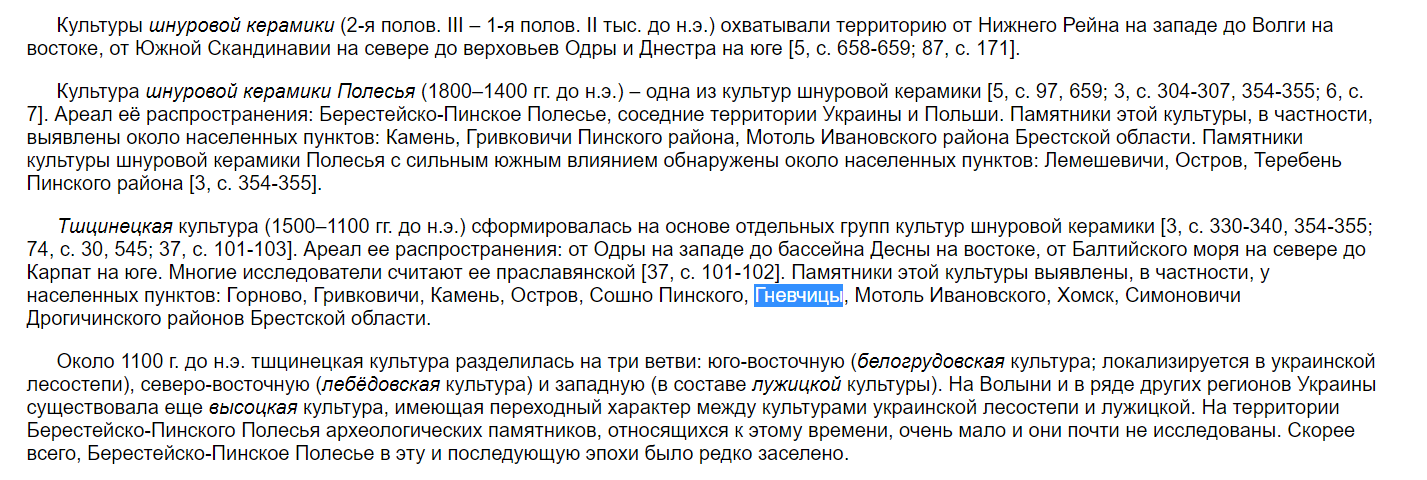 Культуры шнуровой керамики (2-я полов. III – 1-я полов. II тыс. до н.э.) охватывали территорию от Нижнего Рейна на западе до Волги на
востоке, от Южной Скандинавии на севере до верховьев Одры и Днестра на юге [5, с. 658-659; 87, с. 171].
Культура шнуровой керамики Полесья (1800–1400 гг. до н.э.) – одна из культур шнуровой керамики [5, с. 97, 659; 3, с. 304-307, 354-355; 6, с.
7]. Ареал её распространения: Берестейско-Пинское Полесье, соседние территории Украины и Польши. Памятники этой культуры, в частности,
выявлены около населенных пунктов: Камень, Гривковичи Пинского района, Мотоль Ивановского района Брестской области. Памятники
культуры шнуровой керамики Полесья с сильным южным влиянием обнаружены около населенных пунктов: Лемешевичи, Остров, Теребень
Пинского района [3, с. 354-355].
Тщинецкая культура (1500–1100 гг. до н.э.) сформировалась на основе отдельных групп культур шнуровой керамики [3, с. 330-340, 354-355;
74, с. 30, 545; 37, с. 101-103]. Ареал ее распространения: от Одры на западе до бассейна Десны на востоке, от Балтийского моря на севере до
Карпат на юге. Многие исследователи считают ее праславянской [37, с. 101-102]. Памятники этой культуры выявлены, в частности, у
населенных пунктов: Горново, Гривковичи, Камень, Остров, Сошно Пинского, Гневчицы, Мотоль Ивановского, Хомск, Симоновичи
Дрогичинского районов Брестской области.
Около 1100 г. до н.э. тщцинецкая культура разделилась на три ветви: юго-восточную (белогрудовская культура; локализируется в украинской
лесостепи), северо-восточную (лебёдовская культура) и западную (в составе лужицкой культуры). На Волыни и в ряде других регионов Украины
существовала еще высоцкая культура, имеющая переходный характер между культурами украинской лесостепи и лужицкой. На территории
Берестейско-Пинского Полесья археологических памятников, относящихся к этому времени, очень мало и они почти не исследованы. Скорее
всего, Берестейско-Пинское Полесье в эту и последующую эпохи было редко заселено.